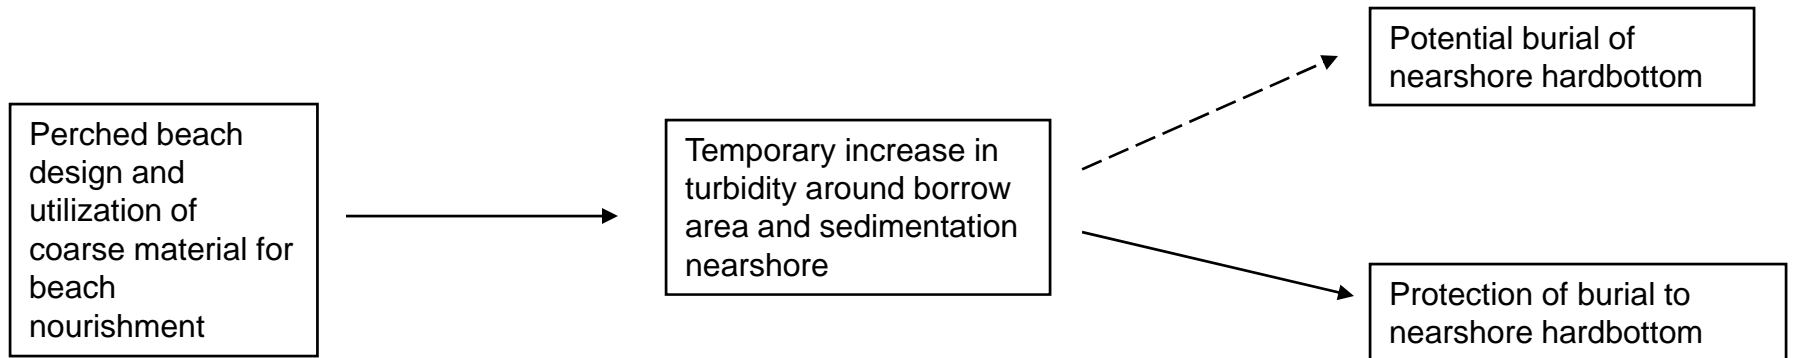 Perched beach
design and
utilization of
coarse material for
beach
nourishment
Temporary increase in
turbidity around borrow
area and sedimentation
nearshore
Potential burial of
nearshore hardbottom
Protection of burial to
nearshore hardbottom